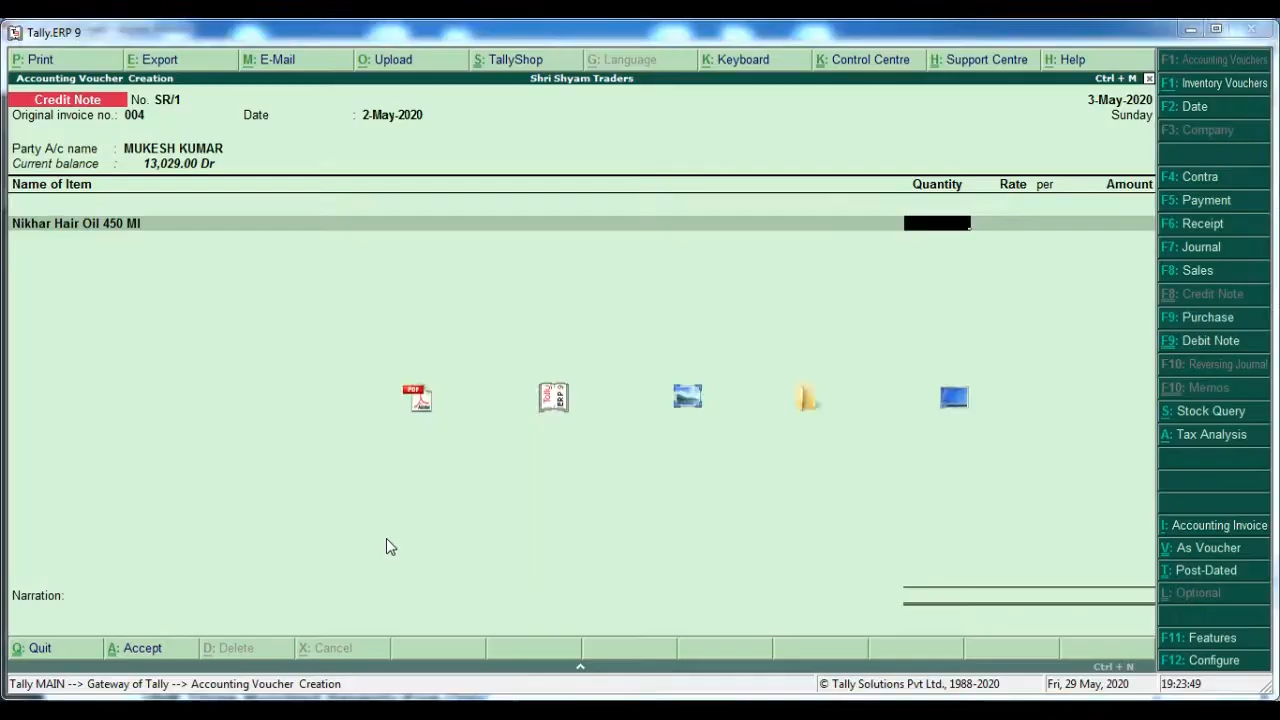 Tally.ERP 9
P: Print E: Export M: E-Mail O: Upload S: TallyShop G: Language K: Keyboard K: Control Centre H: Support Centre H: Help
Accounting Voucher Creation Shri Shyam Traders Ctrl + M
Credit Note No. SR/1 3-May-2020
Original invoice no.: 004 Date : 2-May-2020 Sunday
Party A/c name : MUKESH KUMAR
Current balance : 13,029.00 Dr
Name of Item Quantity Rate per Amount
Nikhar Hair Oil 450 Ml
PDF Adobe
Tally ERP 9
Narration:
F1: Accounting Vouchers
F1: Inventory Vouchers
F2: Date
F3: Company
F4: Contra
F5: Payment
F6: Receipt
F7: Journal
F8: Sales
F8: Credit Note
F9: Purchase
F9: Debit Note
F10: Reversing Journal
F10: Memos
S: Stock Query
A: Tax Analysis
I: Accounting Invoice
V: As Voucher
T: Post-Dated
L: Optional
F11: Features
F12: Configure
Q: Quit A: Accept D: Delete X: Cancel
Ctrl + N
Tally MAIN --> Gateway of Tally --> Accounting Voucher Creation © Tally Solutions Pvt Ltd., 1988-2020 Fri, 29 May, 2020 19:23:49